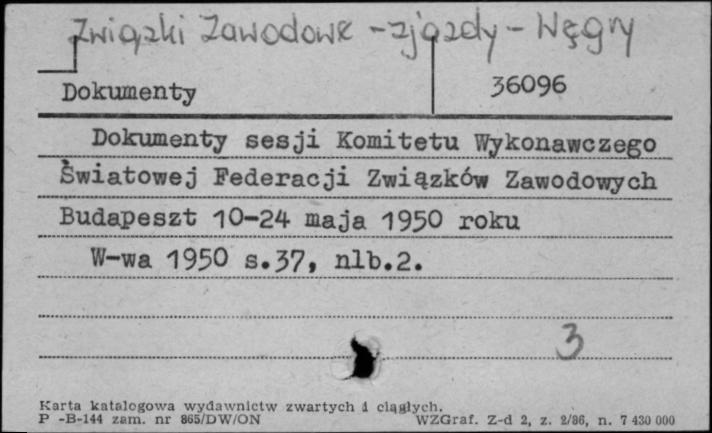 Związki Zawodowe - zjazdy - Węgry
Dokumenty 36096
Dokumenty sesji Komitetu Wykonawczego
Światowej Federacji Związków Zawodowych
Budapeszt 10-24 maja 1950 roku
W-wa 1950 s.37, nlb.2.
3
Karta katalogowa wydawnictw zwartych i ciągłych.
P -B-144 zam. nr 865/DW/ON WZGraf. Z-d 2, z. 2/86, n. 7 430 000